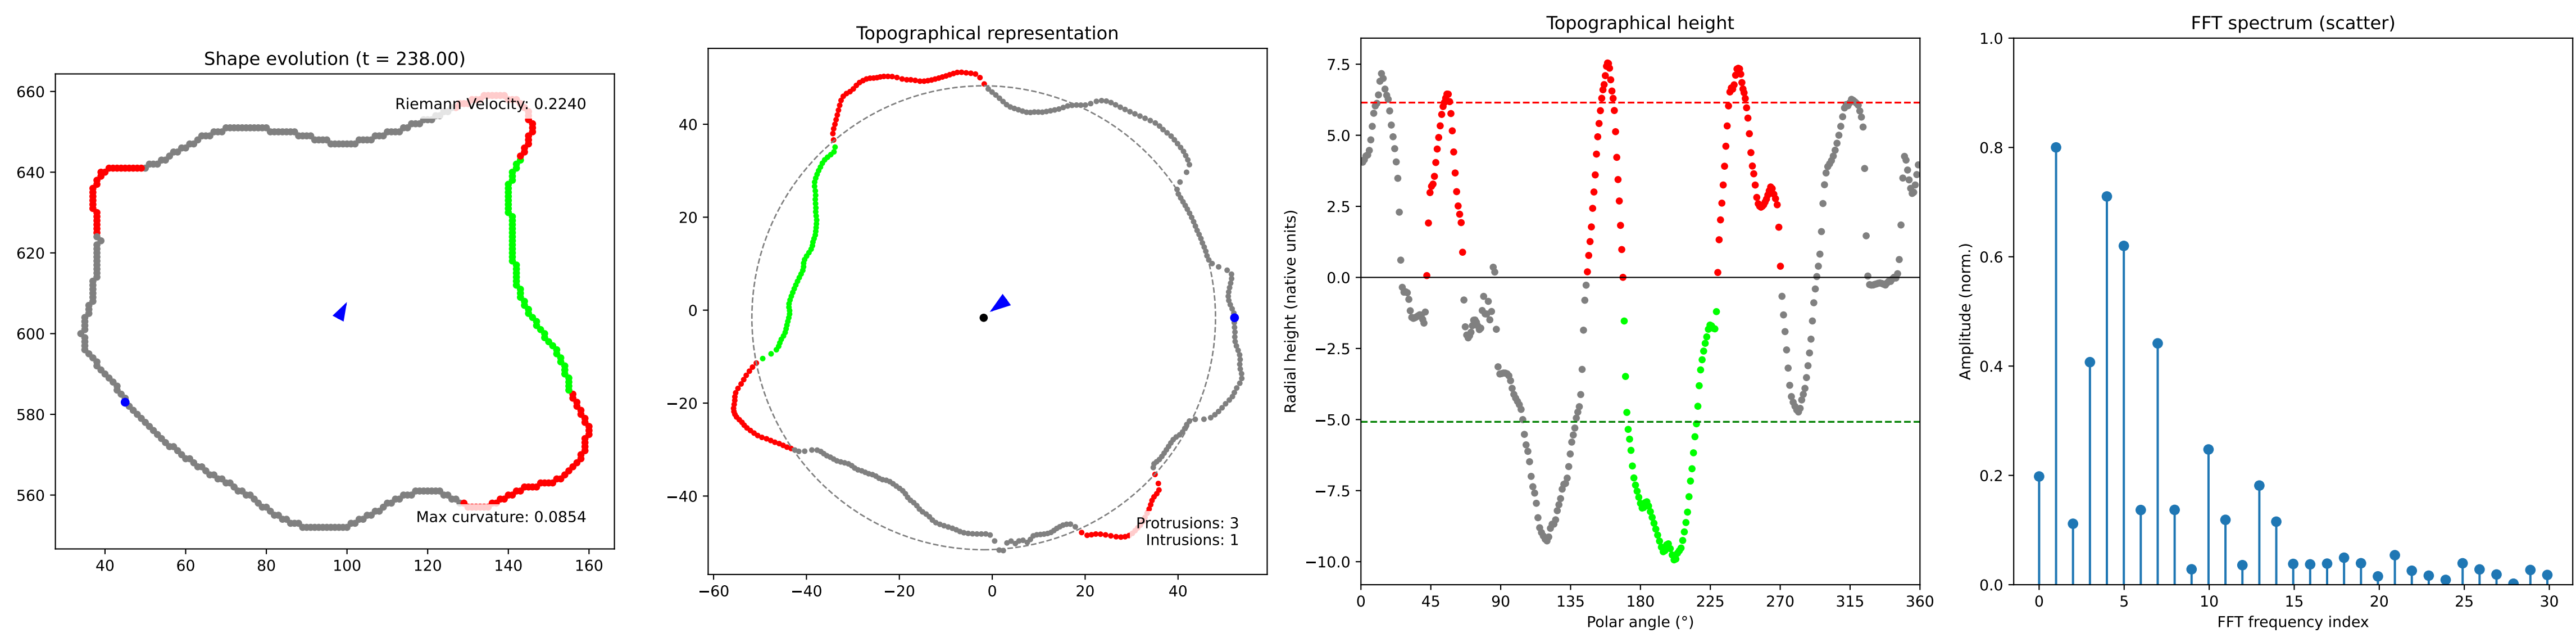 Shape evolution (t = 238.00)
Riemann Velocity: 0.2240
Max curvature: 0.0854
660
640
620
600
580
560
40 60 80 100 120 140 160
Topographical representation
Protrusions: 3
Intrusions: 1
40
20
0
−20
−40
−60 −40 −20 0 20 40
Topographical height
Radial height (native units)
7.5
5.0
2.5
0.0
−2.5
−5.0
−7.5
−10.0
0 45 90 135 180 225 270 315 360
Polar angle (°)
FFT spectrum (scatter)
Amplitude (norm.)
1.0
0.8
0.6
0.4
0.2
0.0
0 5 10 15 20 25 30
FFT frequency index